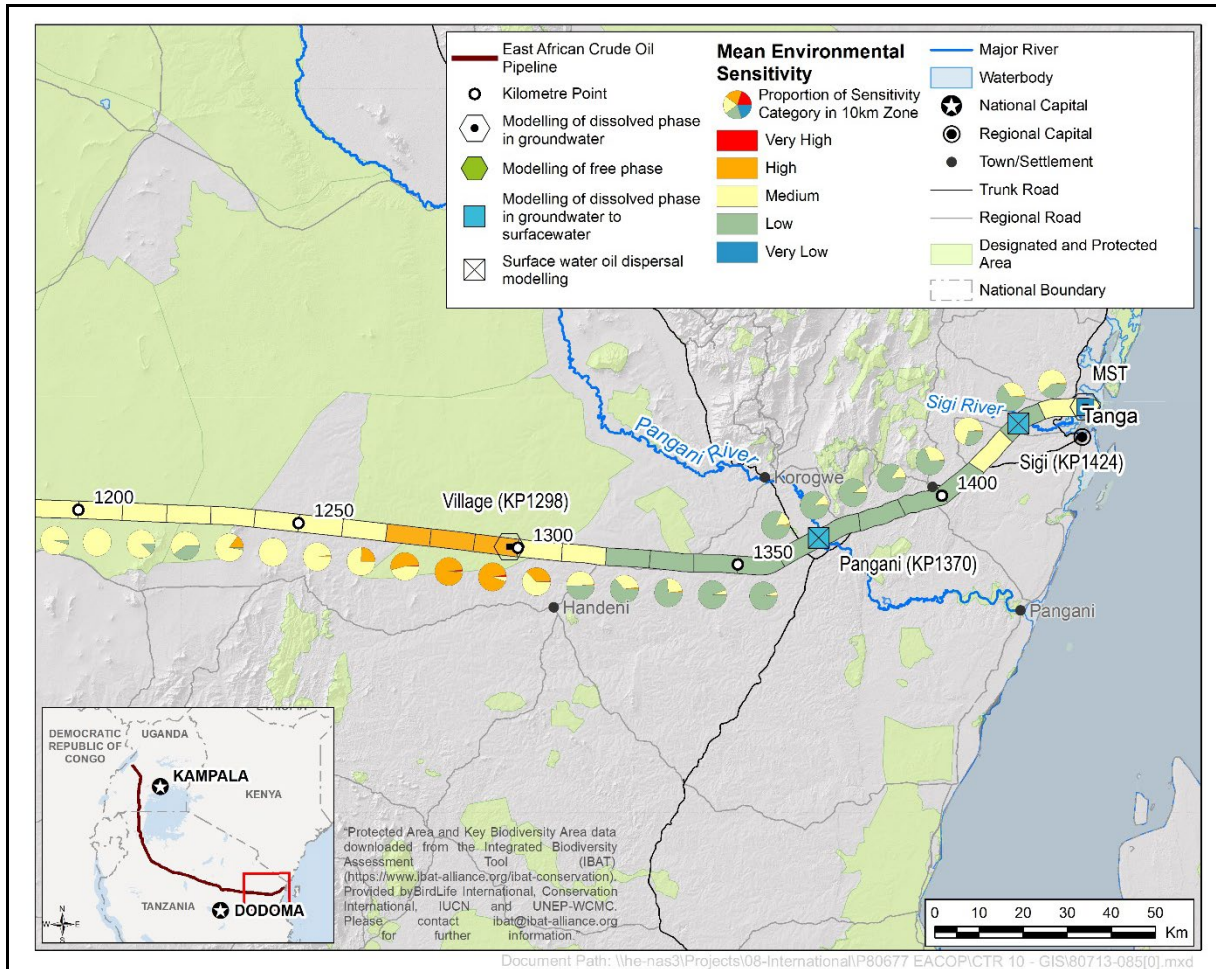 East African Crude Oil
Pipeline
Kilometre Point
Modelling of dissolved phase
in groundwater
Modelling of free phase
Modelling of dissolved phase
in groundwater to
surfacewater
Surface water oil dispersal
modelling
Mean Environmental
Sensitivity
Proportion of Sensitivity
Category in 10km Zone
Very High
High
Medium
Low
Very Low
Major River
Waterbody
National Capital
Regional Capital
Town/Settlement
Trunk Road
Regional Road
Designated and Protected
Area
National Boundary
MST
Sigi River
Tanga
Sigi (KP1424)
Pangani River
Korogwe
1400
1200
1250
Village (KP1298)
1300
1350
Pangani (KP1370)
Handeni
Pangani
DEMOCRATIC
REPUBLIC OF
CONGO
UGANDA
KAMPALA
KENYA
TANZANIA
DODOMA
N
W
E
S
"Protected Area and Key Biodiversity Area data
downloaded from the Integrated Biodiversity
Assessment Tool (IBAT)
(https://www.ibat-alliance.org/ibat-conservation).
Provided byBirdLife International, Conservation
International, IUCN and UNEP-WCMC.
Please contact ibat@ibat-alliance.org
for further information."
0 10 20 30 40 50
Km
Document Path: \\he-nas3\Projects\08-International\P80677 EACOP\CTR 10 - GIS\80713-085[0].mxd